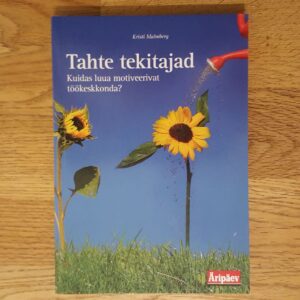 Kristi Malmberg
Tahte tekitajad
Kuidas luua motiveerivat
töökeskkonda?
Äripäev